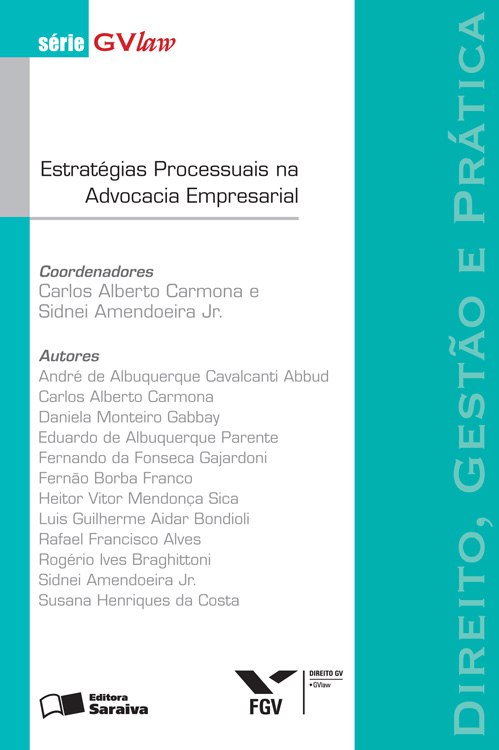 série GVlaw
Estratégias Processuais na
Advocacia Empresarial
Coordenadores
Carlos Alberto Carmona e
Sidnei Amendoeira Jr.
Autores
André de Albuquerque Cavalcanti Abbud
Carlos Alberto Carmona
Daniela Monteiro Gabbay
Eduardo de Albuquerque Parente
Fernando da Fonseca Gajardoni
Fernão Borba Franco
Heitor Vitor Mendonça Sica
Luis Guilherme Aidar Bondioli
Rafael Francisco Alves
Rogério Ives Braghittoni
Sidnei Amendoeira Jr.
Susana Henriques da Costa
Editora
Saraiva
FGV
DIREITO GV
• GVlaw
Direito, Gestão e Prática